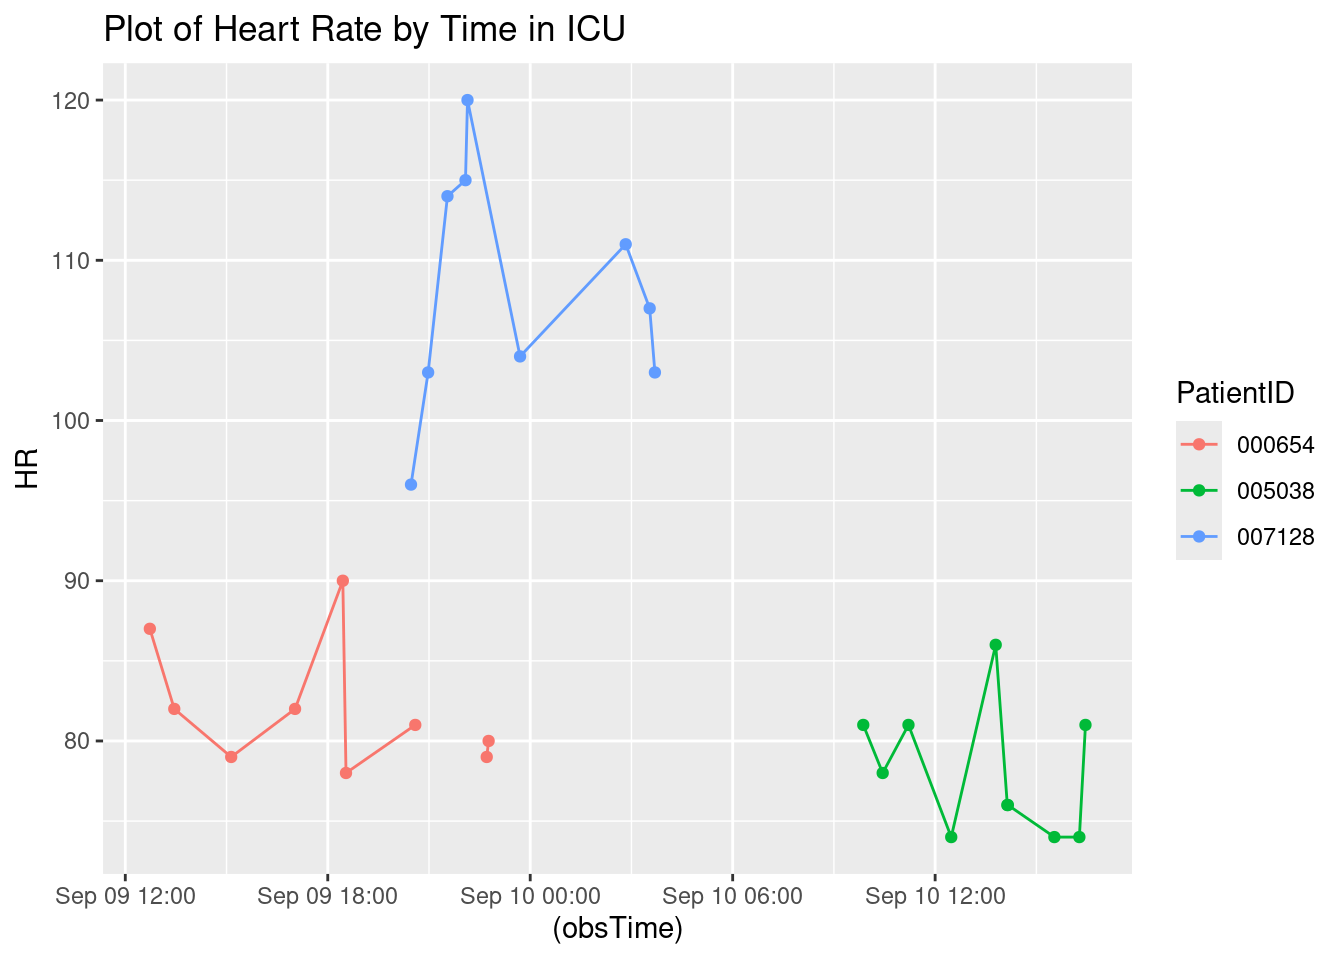 Plot of Heart Rate by Time in ICU
120
110
100
90
80
HR
Sep 09 12:00
Sep 09 18:00
Sep 10 00:00
Sep 10 06:00
Sep 10 12:00
(obsTime)
PatientID
000654
005038
007128